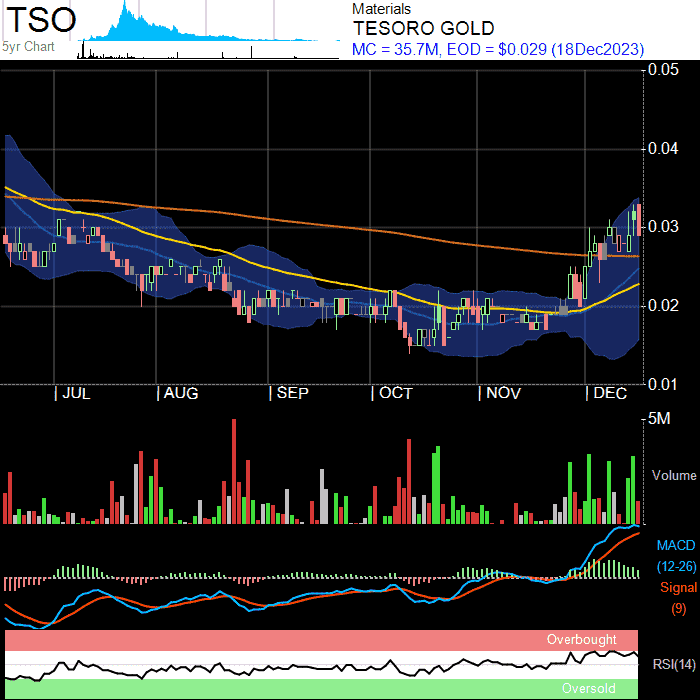 TSO
5yr Chart
Materials
TESORO GOLD
MC = 35.7M, EOD = $0.029 (18Dec2023)
0.05
0.04
0.03
0.02
0.01
JUL AUG SEP OCT NOV DEC
5M
Volume
MACD
(12-26)
Signal
(9)
Overbought
RSI(14)
Oversold